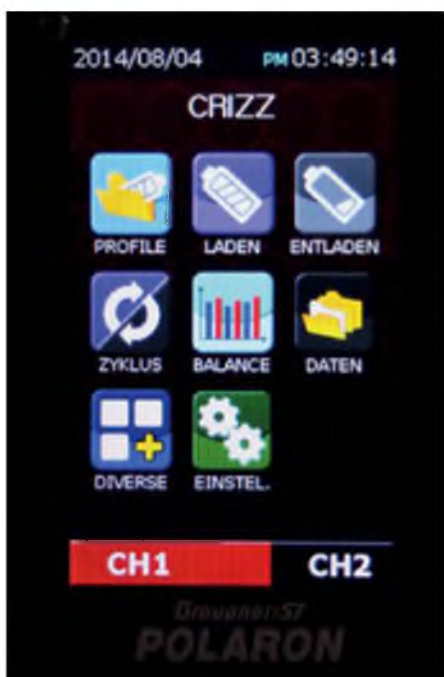 2014/08/04 PM 03:49:14
CRIZZ
PROFILE LADEN ENTLADEN
ZYKLUS BALANCE DATEN
DIVERSE EINSTEL.
CH1 CH2
Graupner-SJ
POLARON